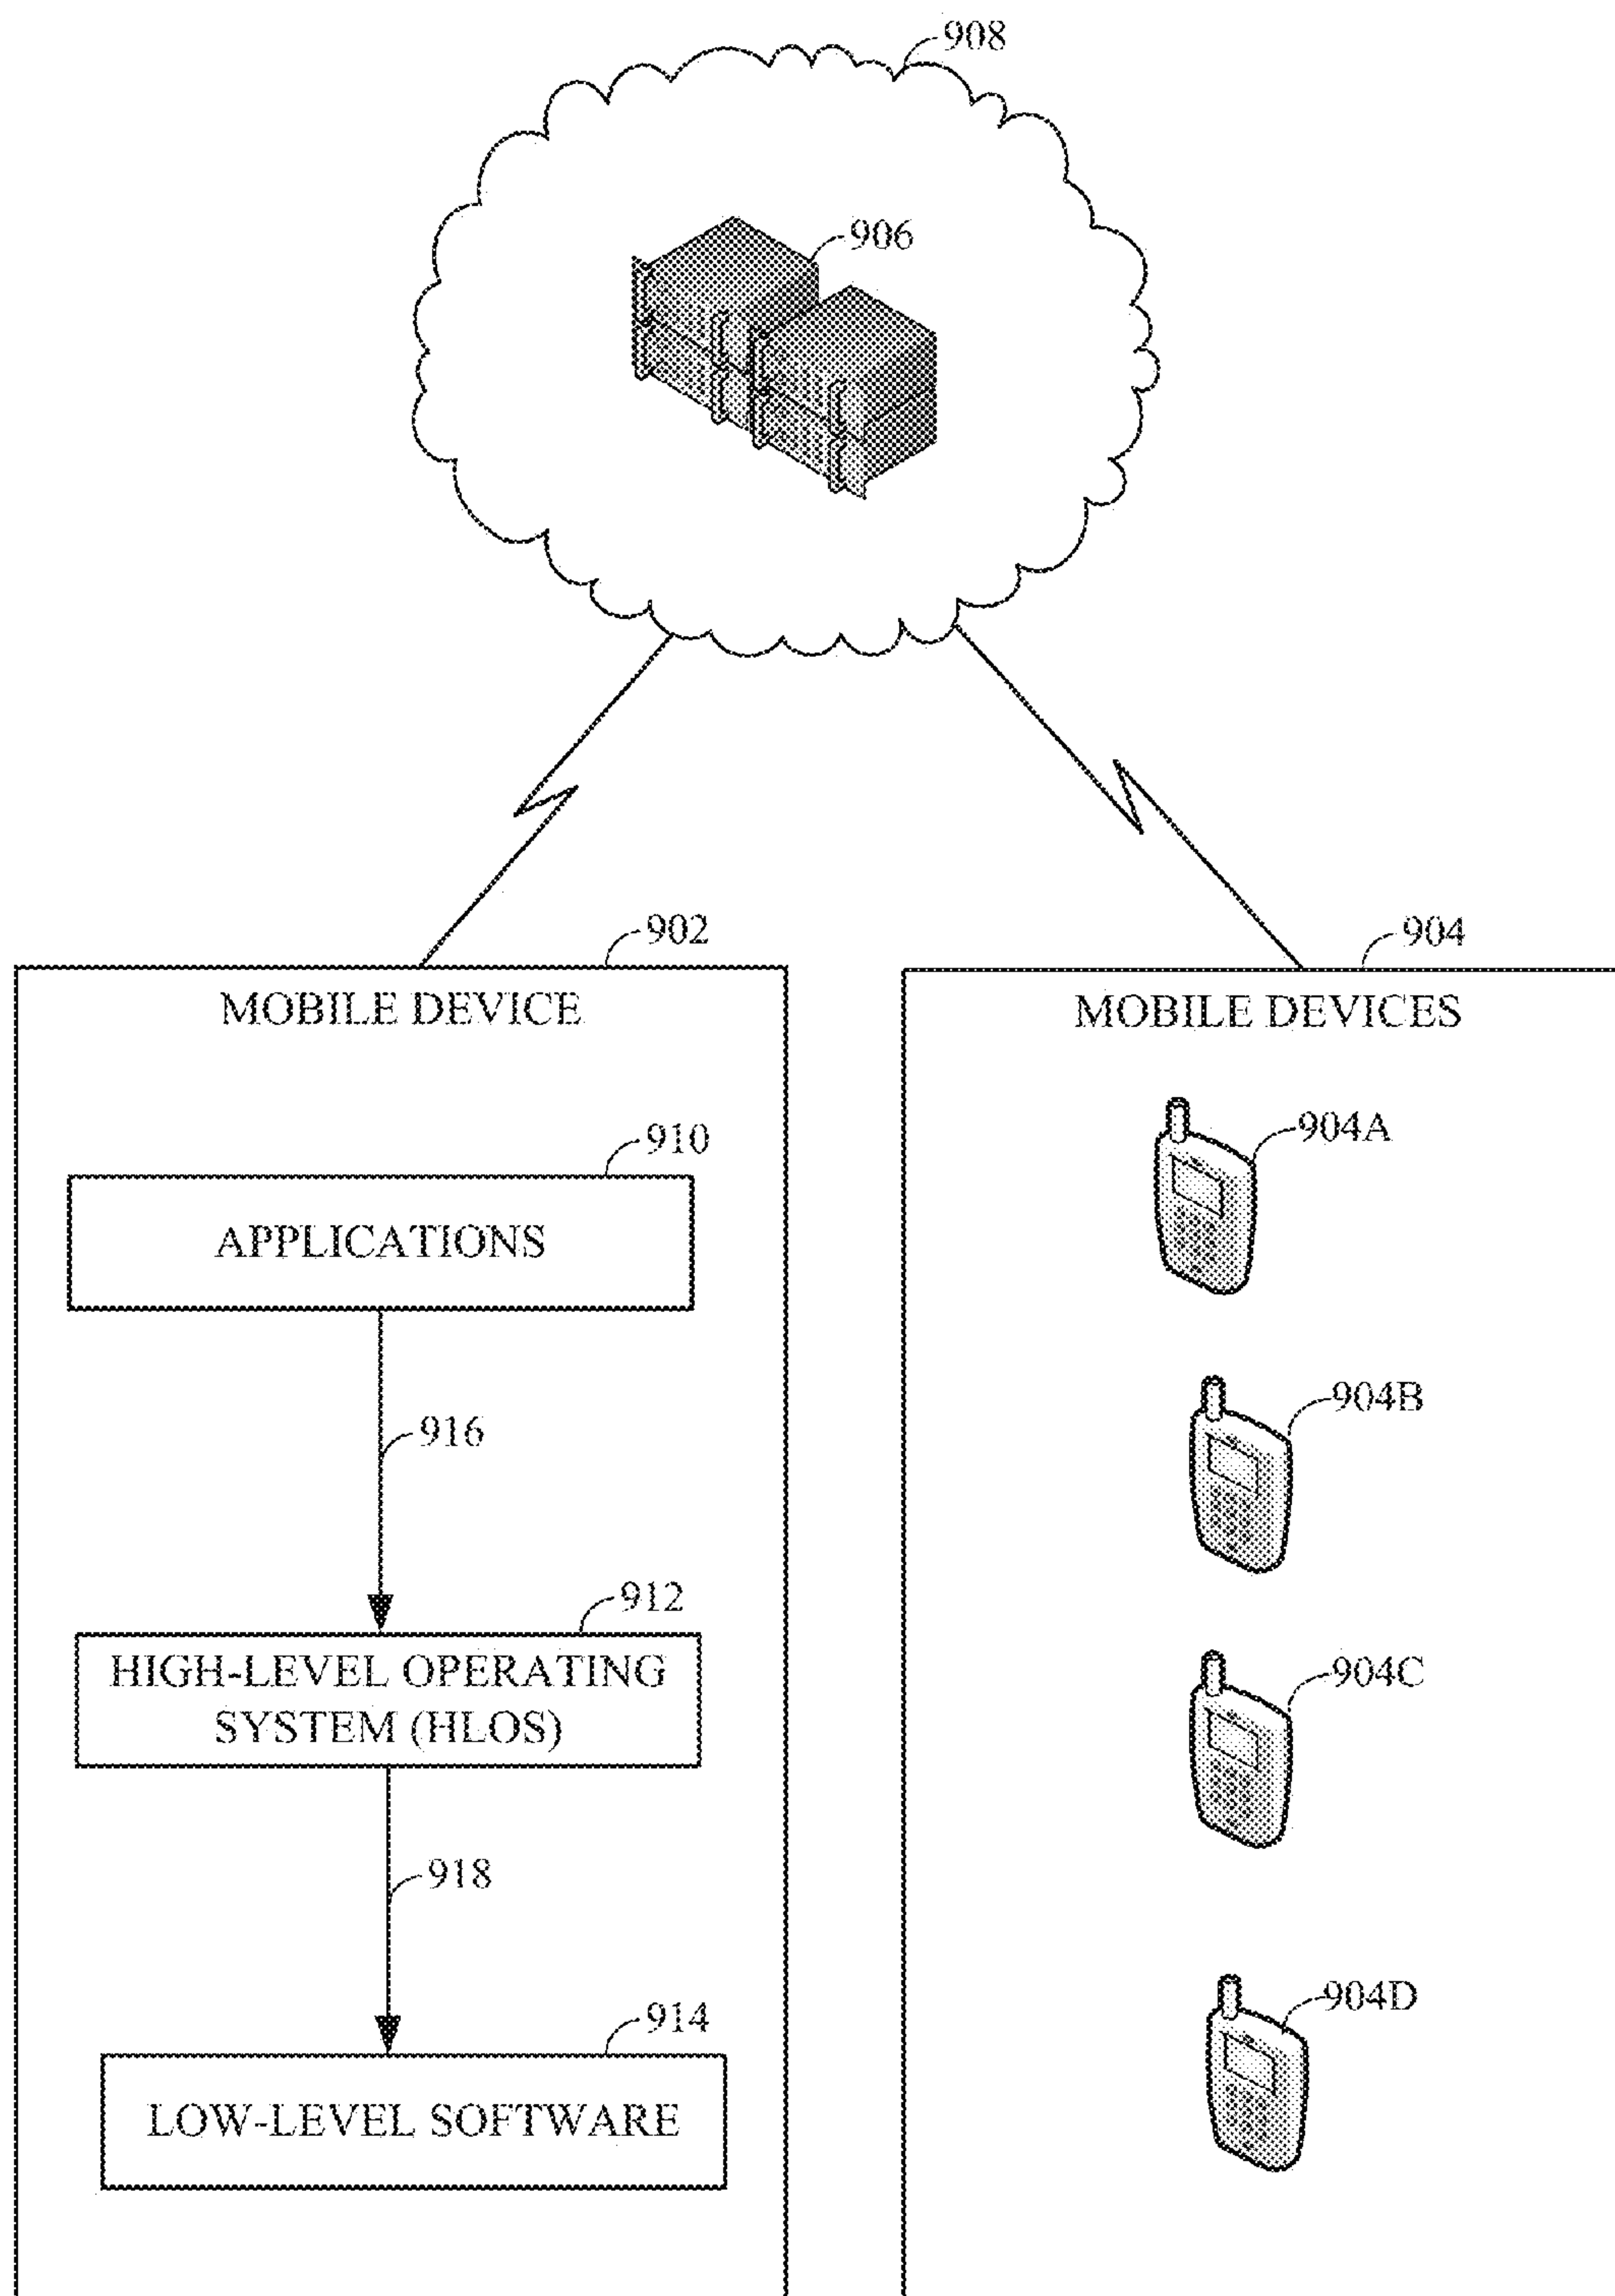 908
906
902
904
MOBILE DEVICE
MOBILE DEVICES
904A
910
APPLICATIONS
904B
916
912
HIGH-LEVEL OPERATING
SYSTEM (HLOS)
904C
918
904D
914
LOW-LEVEL SOFTWARE